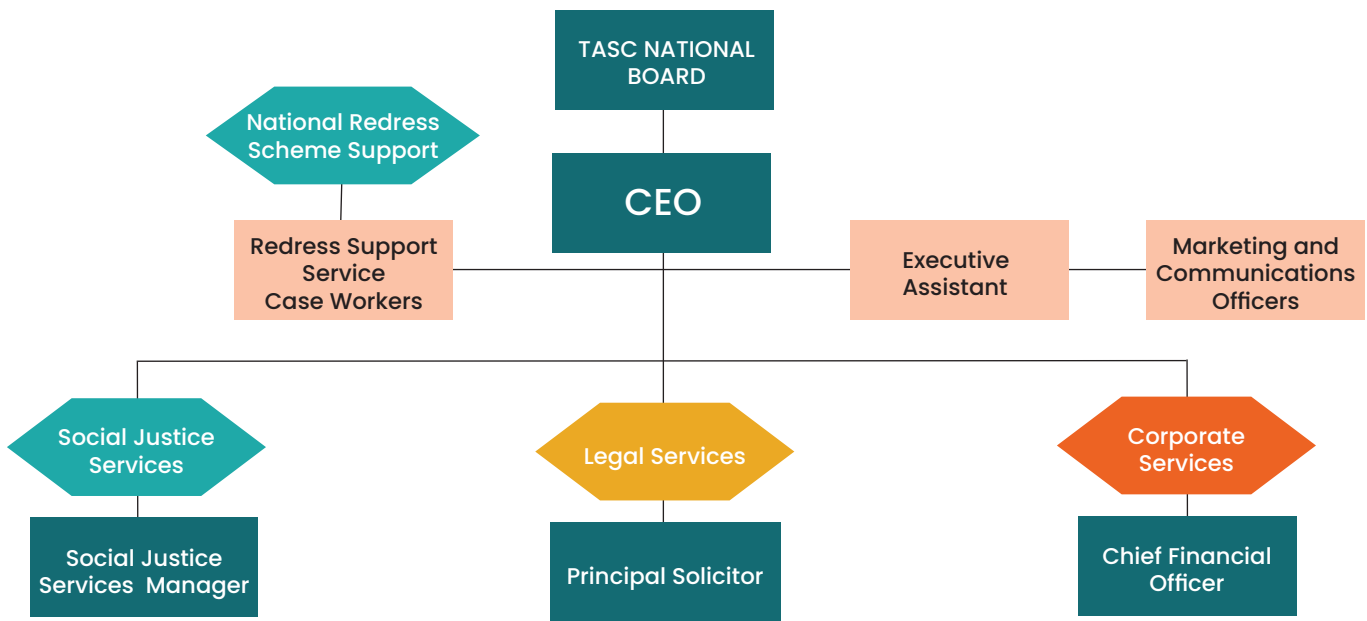 TASC NATIONAL
BOARD
National Redress
Scheme Support
CEO
Redress Support
Service
Case Workers
Executive
Assistant
Marketing and
Communications
Officers
Social Justice
Services
Legal Services
Corporate
Services
Social Justice
Services Manager
Principal Solicitor
Chief Financial
Officer